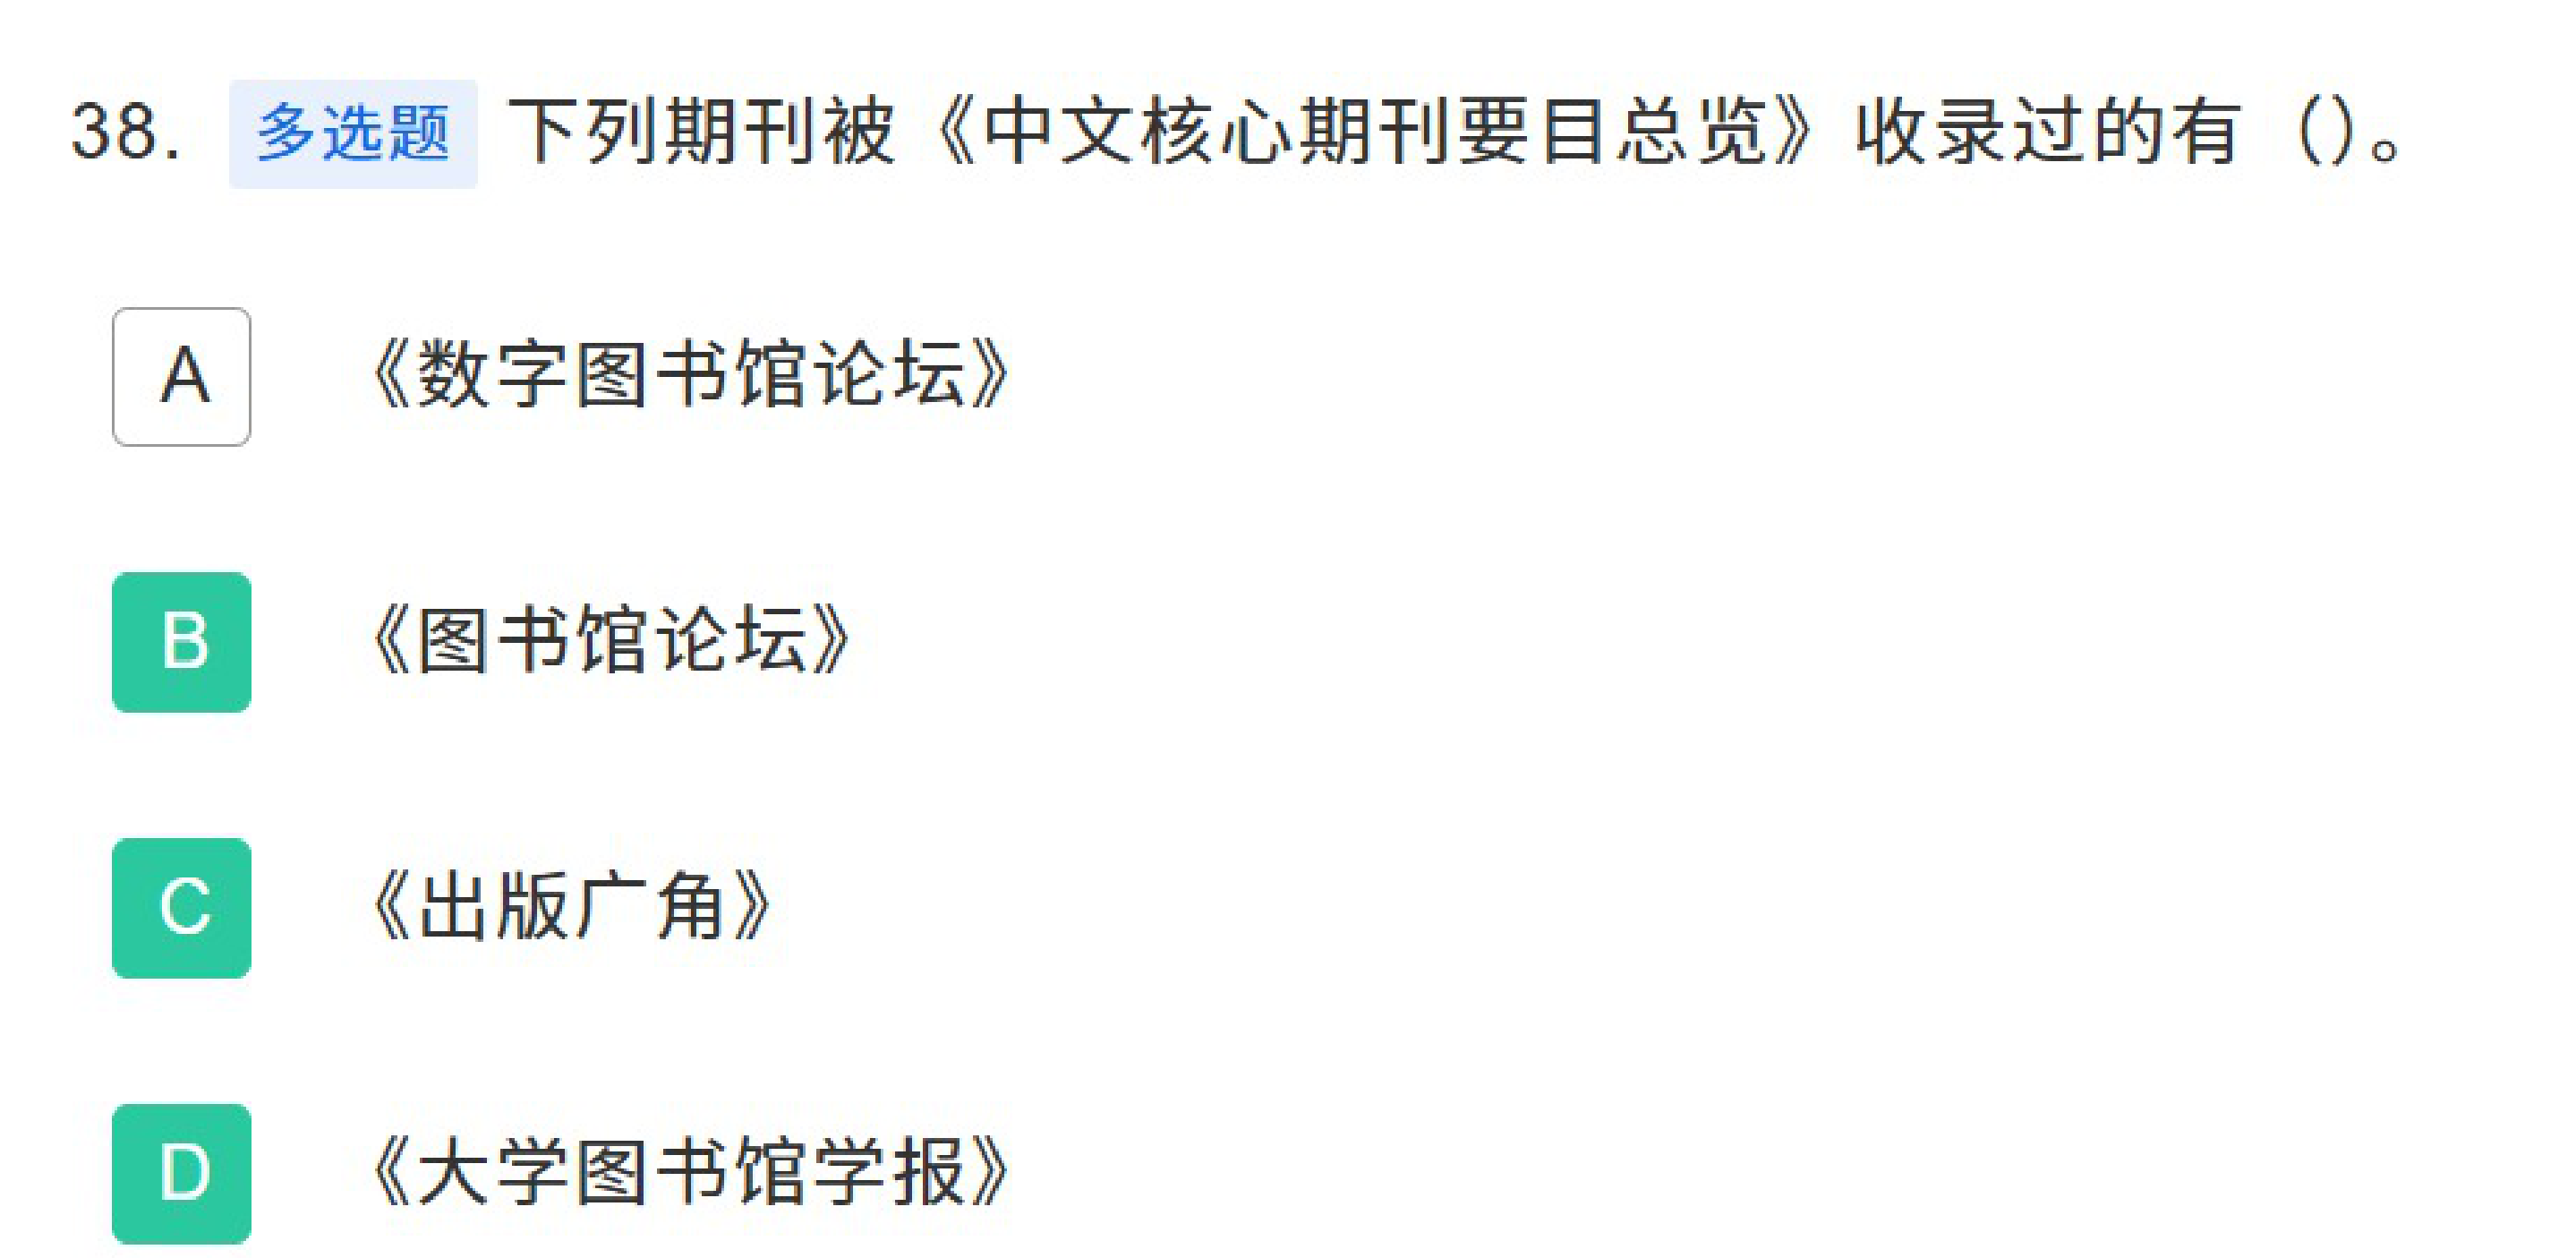 38. 多选题 下列期刊被《中文核心期刊要目总览》收录过的有（）。
A 《数字图书馆论坛》
B 《图书馆论坛》
C 《出版广角》
D 《大学图书馆学报》